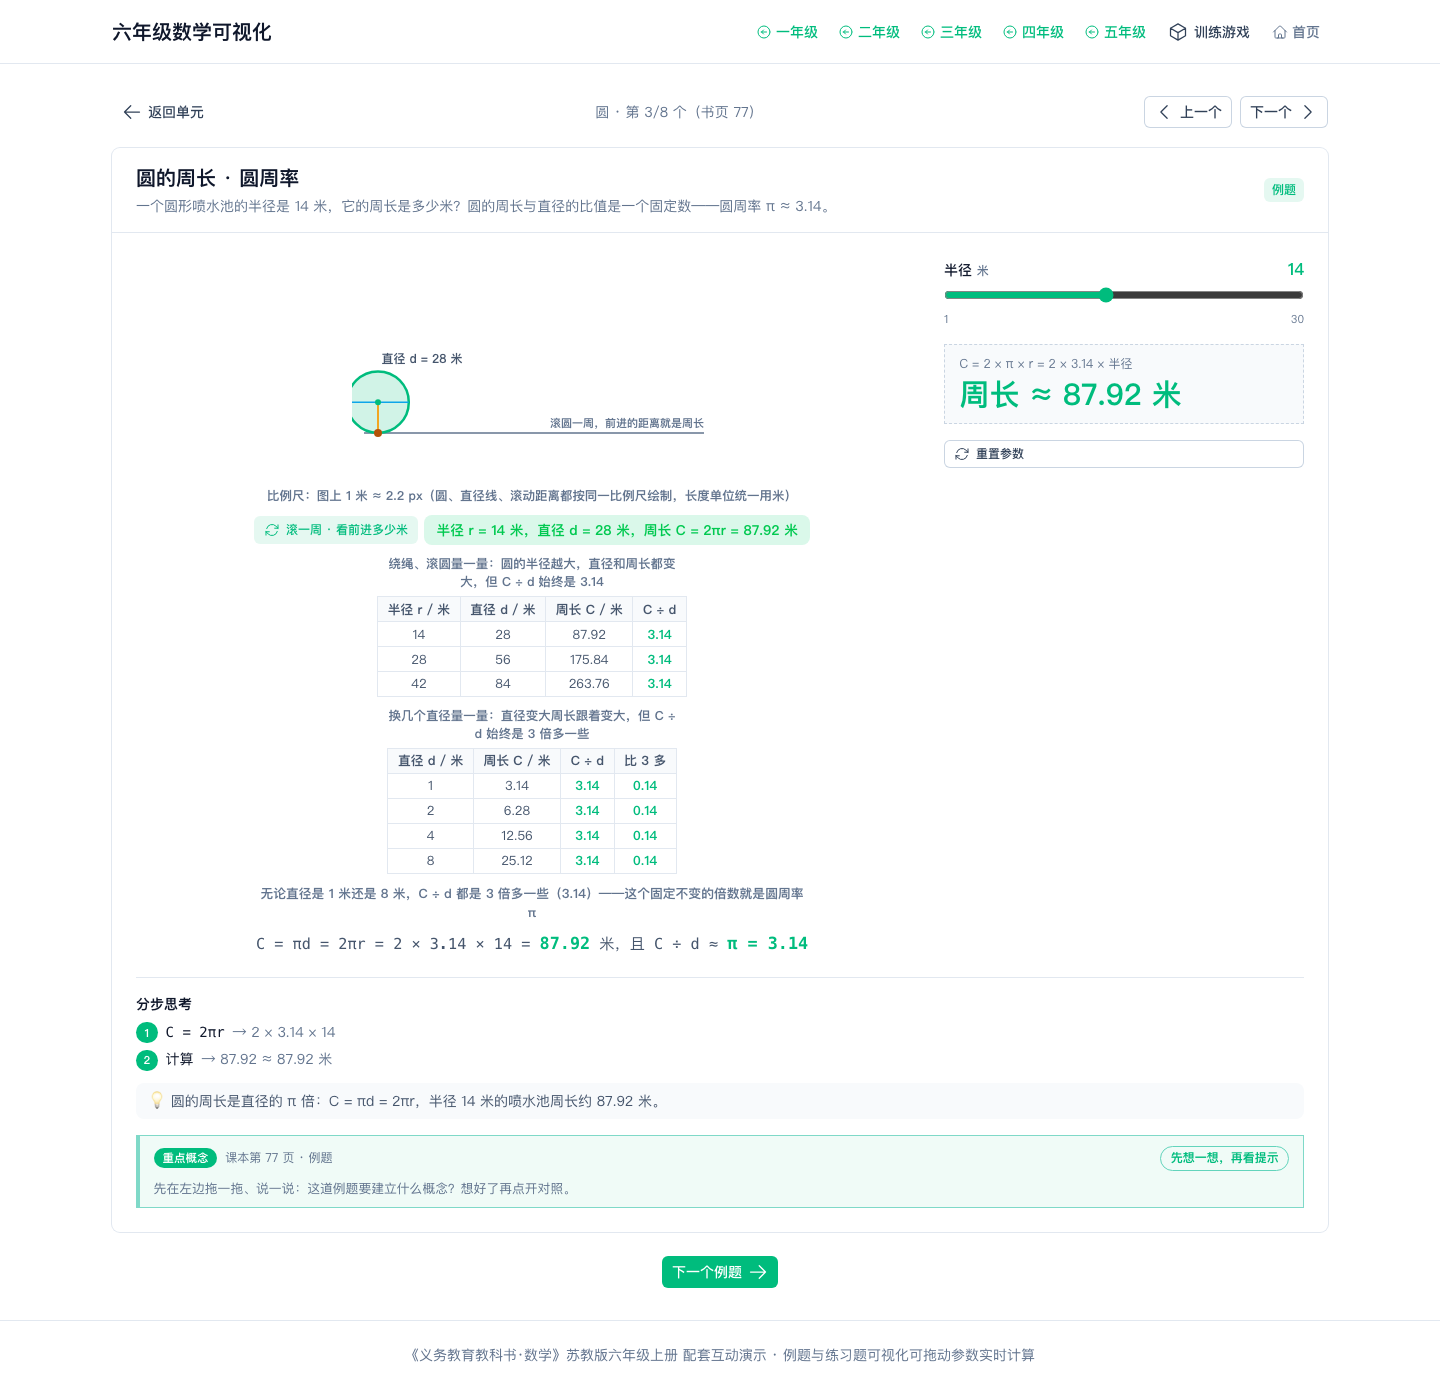 六年级数学可视化
一年级 二年级 三年级 四年级 五年级 训练游戏 首页
返回单元
圆 · 第 3/8 个（书页 77）
上一个 下一个
圆的周长 · 圆周率
例题
一个圆形喷水池的半径是 14 米，它的周长是多少米？圆的周长与直径的比值是一个固定数——圆周率 π ≈ 3.14。
半径 米 14
1 30
C = 2 × π × r = 2 × 3.14 × 半径
周长 ≈ 87.92 米
重置参数
直径 d = 28 米
滚圆一周，前进的距离就是周长
比例尺：图上 1 米 ≈ 2.2 px（圆、直径线、滚动距离都按同一比例尺绘制，长度单位统一用米）
滚一周 · 看前进多少米
半径 r = 14 米，直径 d = 28 米，周长 C = 2πr = 87.92 米
绕绳、滚圆量一量：圆的半径越大，直径和周长都变
大，但 C ÷ d 始终是 3.14
半径 r / 米 直径 d / 米 周长 C / 米 C ÷ d
14 28 87.92 3.14
28 56 175.84 3.14
42 84 263.76 3.14
换几个直径量一量：直径变大周长跟着变大，但 C ÷
d 始终是 3 倍多一些
直径 d / 米 周长 C / 米 C ÷ d 比 3 多
1 3.14 3.14 0.14
2 6.28 3.14 0.14
4 12.56 3.14 0.14
8 25.12 3.14 0.14
无论直径是 1 米还是 8 米，C ÷ d 都是 3 倍多一些（3.14）——这个固定不变的倍数就是圆周率
π
C = πd = 2πr = 2 × 3.14 × 14 = 87.92 米，且 C ÷ d ≈ π = 3.14
分步思考
1 C = 2πr → 2 × 3.14 × 14
2 计算 → 87.92 ≈ 87.92 米
圆的周长是直径的 π 倍：C = πd = 2πr，半径 14 米的喷水池周长约 87.92 米。
重点概念 课本第 77 页 · 例题
先想一想，再看提示
先在左边拖一拖、说一说：这道例题要建立什么概念？想好了再点开对照。
下一个例题
《义务教育教科书·数学》苏教版六年级上册 配套互动演示 · 例题与练习题可视化可拖动参数实时计算